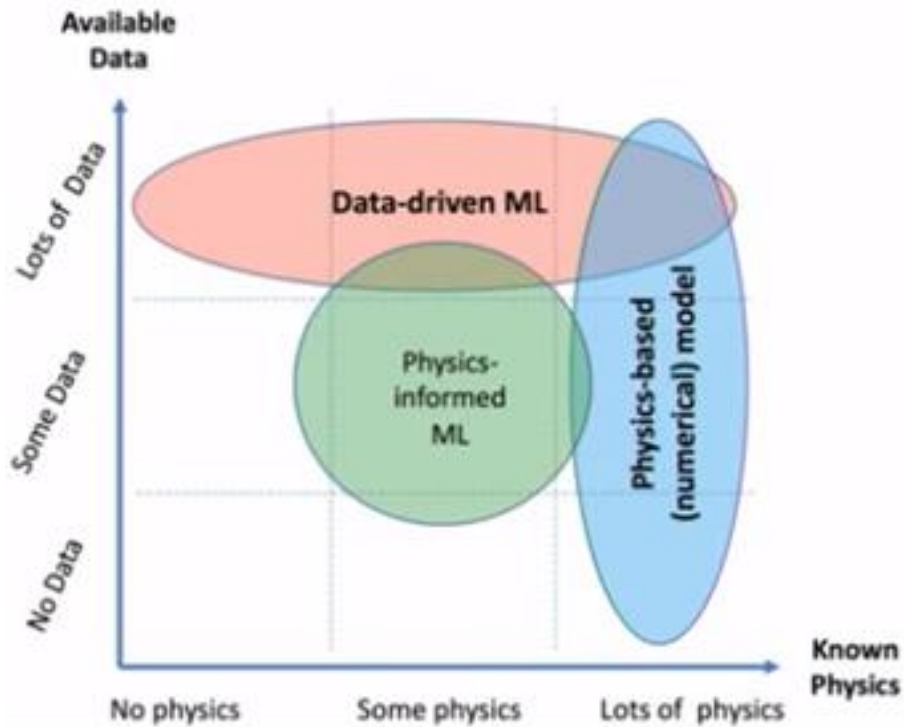 Available
Data
Lots of Data
Data-driven ML
Some Data
Physics-
informed
ML
Physics-based
(numerical) model
No Data
Known
Physics
No physics
Some physics
Lots of physics